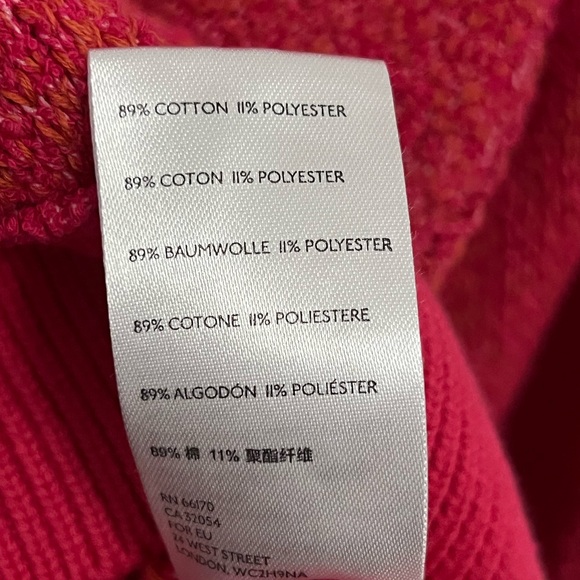 89% COTTON 11% POLYESTER
89% COTON 11% POLYESTER
89% BAUMWOLLE 11% POLYESTER
89% COTONE 11% POLIESTERE
89% ALGODÓN 11% POLIÉSTER
89% 棉 11% 聚酯纤维
RN 66170
CA 32054
FOR EU
24 WEST STREET
LONDON, WC2H9NA